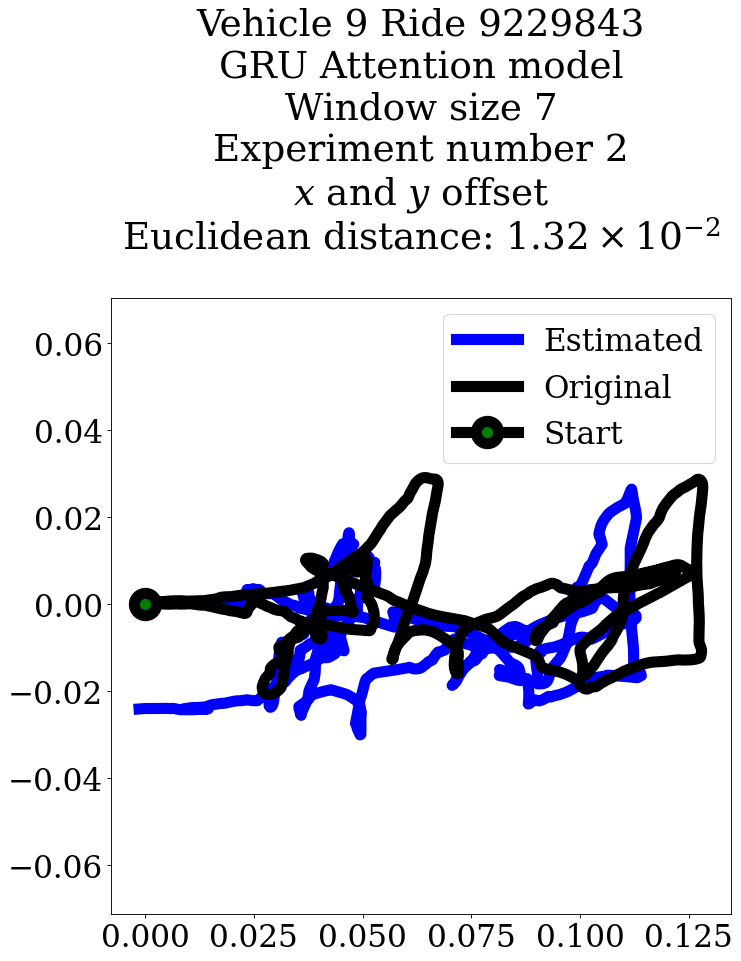 Vehicle 9 Ride 9229843
GRU Attention model
Window size 7
Experiment number 2
x and y offset
Euclidean distance: 1.32 × 10⁻²
Estimated
Original
Start
0.06
0.04
0.02
0.00
−0.02
−0.04
−0.06
0.000 0.025 0.050 0.075 0.100 0.125